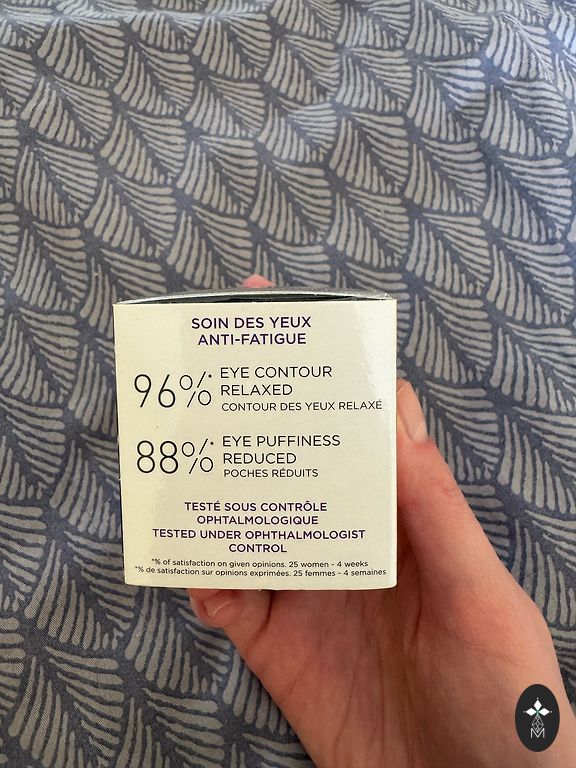 SOIN DES YEUX
ANTI-FATIGUE
96%* EYE CONTOUR
RELAXED
CONTOUR DES YEUX RELAXÉ
88%* EYE PUFFINESS
REDUCED
POCHES RÉDUITS
TESTÉ SOUS CONTRÔLE
OPHTALMOLOGIQUE
TESTED UNDER OPHTHALMOLOGIST
CONTROL
*% of satisfaction on given opinions. 25 women - 4 weeks
*% de satisfaction sur opinions exprimées. 25 femmes - 4 semaines
M